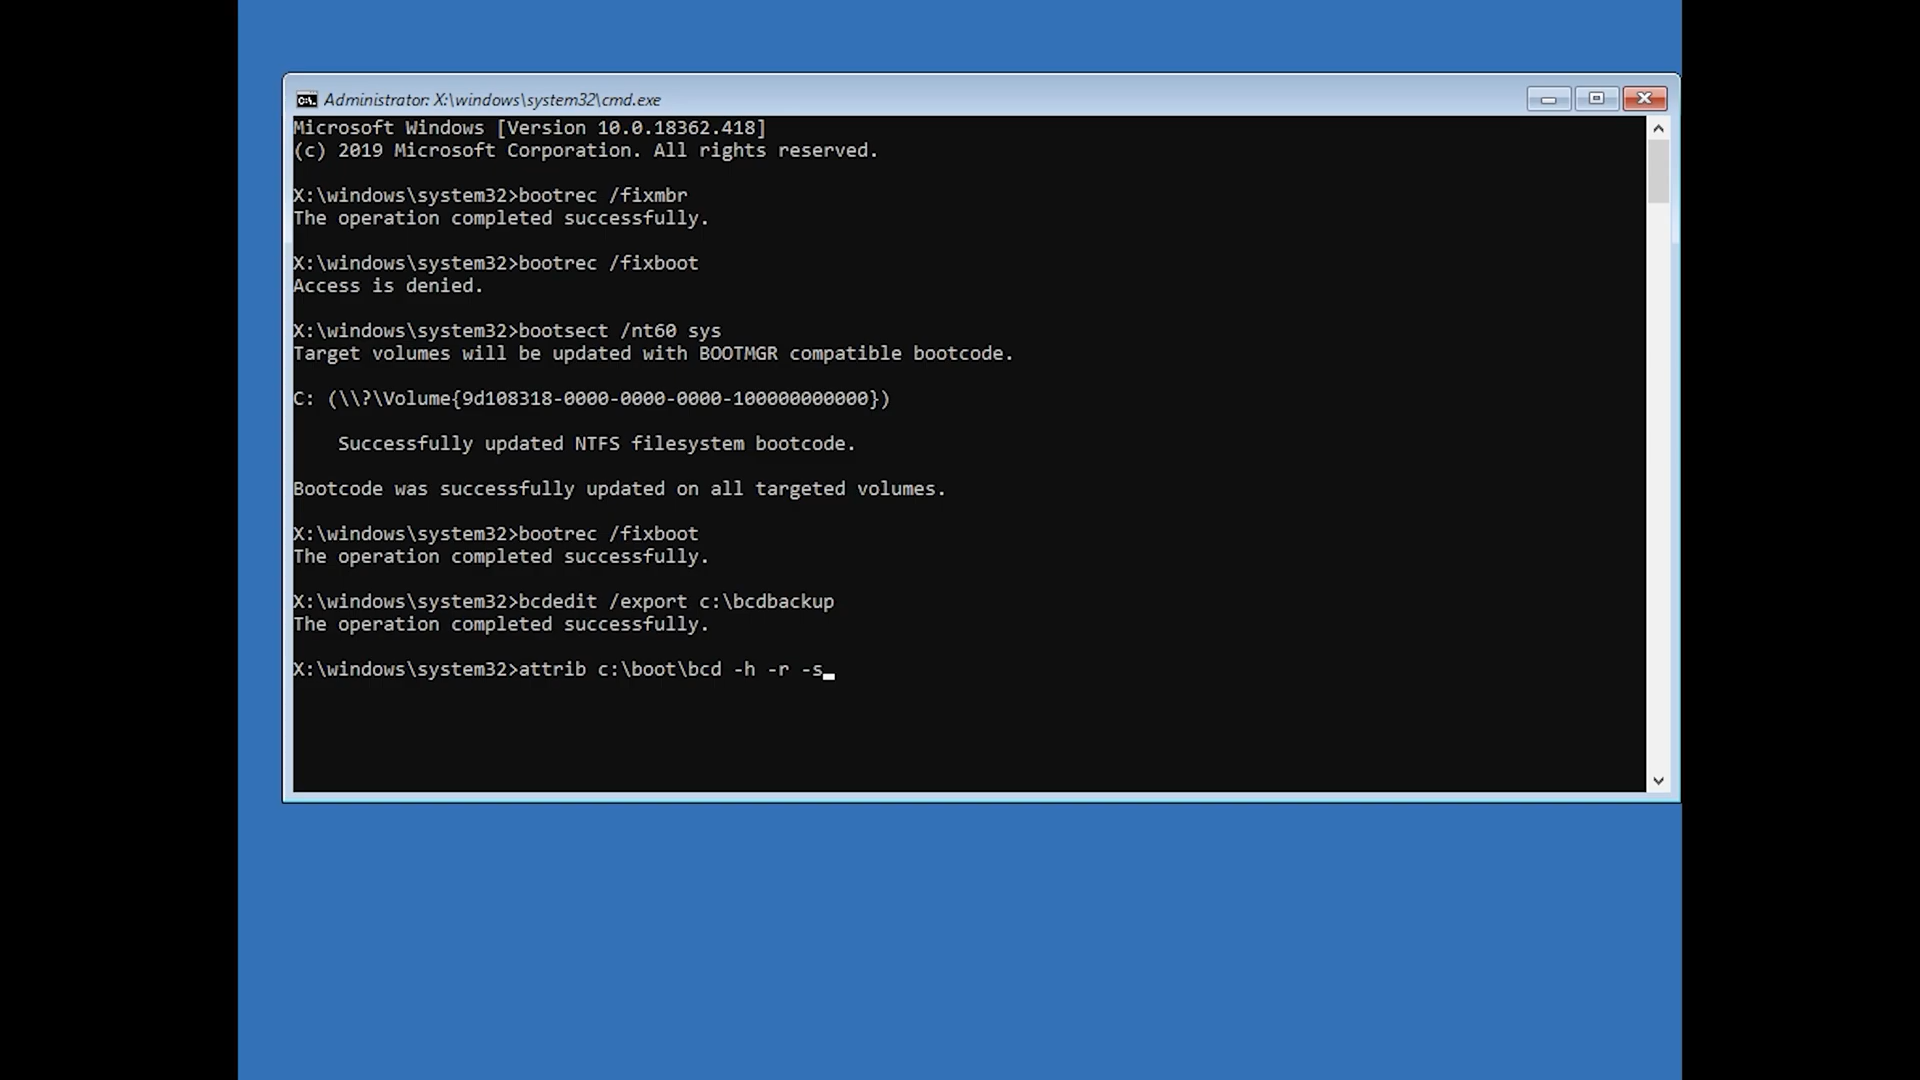 Administrator: X:\windows\system32\cmd.exe
Microsoft Windows [Version 10.0.18362.418]
(c) 2019 Microsoft Corporation. All rights reserved.
X:\windows\system32>bootrec /fixmbr
The operation completed successfully.
X:\windows\system32>bootrec /fixboot
Access is denied.
X:\windows\system32>bootsect /nt60 sys
Target volumes will be updated with BOOTMGR compatible bootcode.
C: (\\?\Volume{9d108318-0000-0000-0000-100000000000})
Successfully updated NTFS filesystem bootcode.
Bootcode was successfully updated on all targeted volumes.
X:\windows\system32>bootrec /fixboot
The operation completed successfully.
X:\windows\system32>bcdedit /export c:\bcdbackup
The operation completed successfully.
X:\windows\system32>attrib c:\boot\bcd -h -r -s